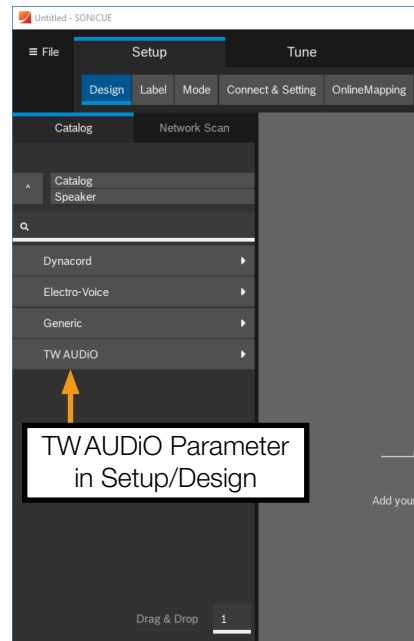 Untitled - SONICUE
≡ File Setup Tune
Design Label Mode Connect & Setting OnlineMapping
Catalog Network Scan
^ Catalog
Speaker
Dynacord
Electro-Voice
Generic
TW AUDiO
TW AUDiO Parameter
in Setup/Design
Add your
Drag & Drop 1